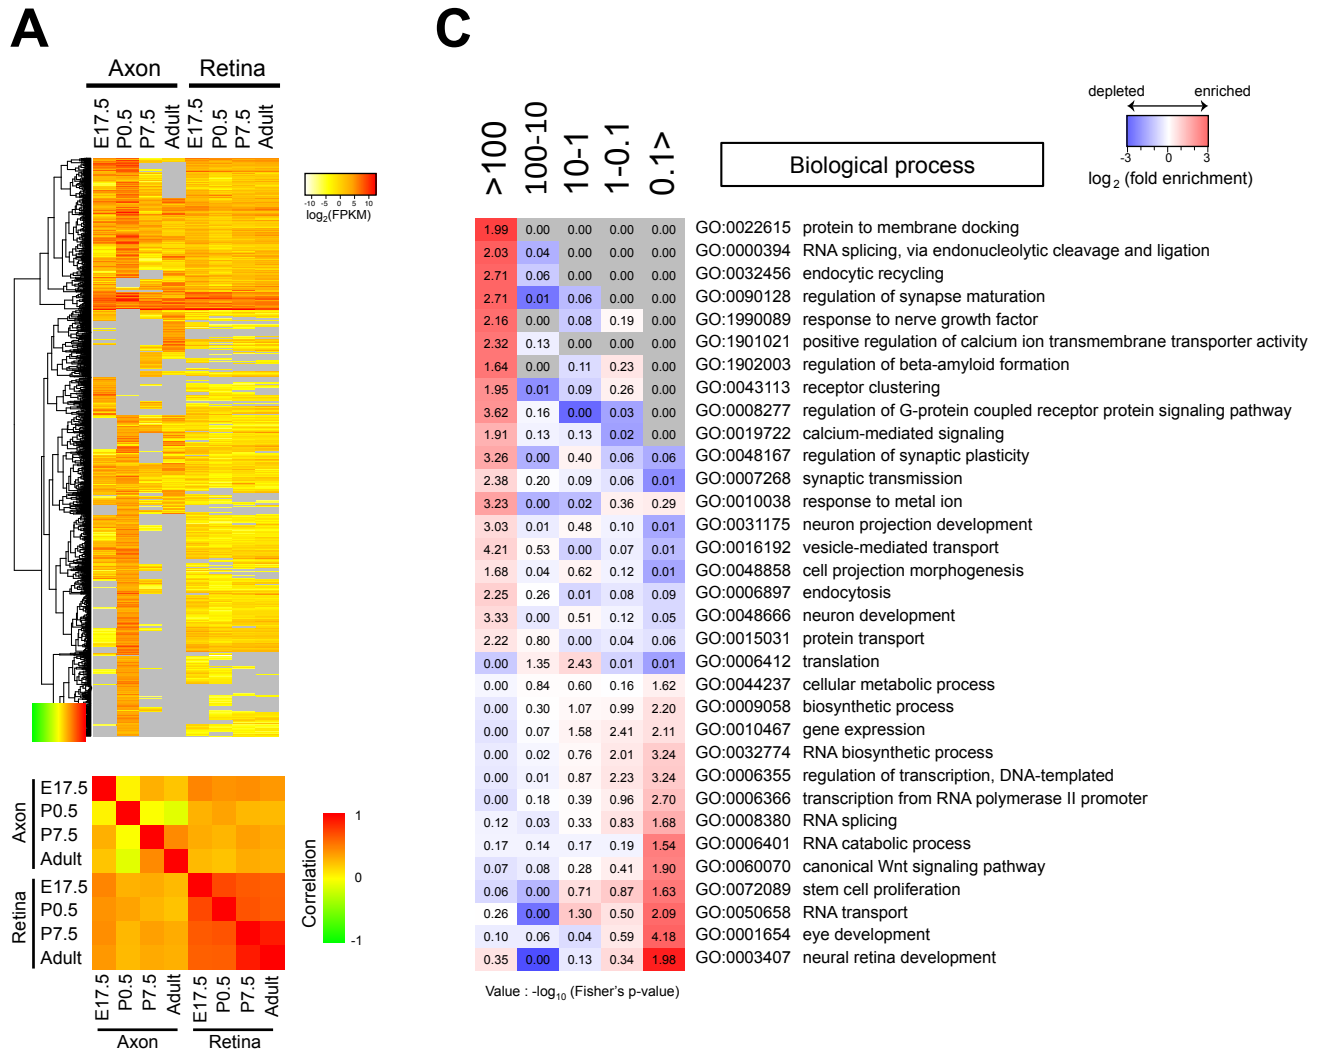 A
Axon Retina
E17.5 P0.5 P7.5 Adult E17.5 P0.5 P7.5 Adult
-10 -5 0 5 10
log2(FPKM)
Axon
E17.5
P0.5
P7.5
Adult
Retina
E17.5
P0.5
P7.5
Adult
E17.5 P0.5 P7.5 Adult E17.5 P0.5 P7.5 Adult
Axon Retina
Correlation
1
0
-1
C
depleted enriched
-3 0 3
log2 (fold enrichment)
>100 100-10 10-1 1-0.1 0.1>
Biological process
1.99 0.00 0.00 0.00 0.00 GO:0022615 protein to membrane docking
2.03 0.04 0.00 0.00 0.00 GO:0000394 RNA splicing, via endonucleolytic cleavage and ligation
2.71 0.06 0.00 0.00 0.00 GO:0032456 endocytic recycling
2.71 0.01 0.06 0.00 0.00 GO:0090128 regulation of synapse maturation
2.16 0.00 0.08 0.19 0.00 GO:1990089 response to nerve growth factor
2.32 0.13 0.00 0.00 0.00 GO:1901021 positive regulation of calcium ion transmembrane transporter activity
1.64 0.00 0.11 0.23 0.00 GO:1902003 regulation of beta-amyloid formation
1.95 0.01 0.09 0.26 0.00 GO:0043113 receptor clustering
3.62 0.16 0.00 0.03 0.00 GO:0008277 regulation of G-protein coupled receptor protein signaling pathway
1.91 0.13 0.13 0.02 0.00 GO:0019722 calcium-mediated signaling
3.26 0.00 0.40 0.06 0.06 GO:0048167 regulation of synaptic plasticity
2.38 0.20 0.09 0.06 0.01 GO:0007268 synaptic transmission
3.23 0.00 0.02 0.36 0.29 GO:0010038 response to metal ion
3.03 0.01 0.48 0.10 0.01 GO:0031175 neuron projection development
4.21 0.53 0.00 0.07 0.01 GO:0016192 vesicle-mediated transport
1.68 0.04 0.62 0.12 0.01 GO:0048858 cell projection morphogenesis
2.25 0.26 0.01 0.08 0.09 GO:0006897 endocytosis
3.33 0.00 0.51 0.12 0.05 GO:0048666 neuron development
2.22 0.80 0.00 0.04 0.06 GO:0015031 protein transport
0.00 1.35 2.43 0.01 0.01 GO:0006412 translation
0.00 0.84 0.60 0.16 1.62 GO:0044237 cellular metabolic process
0.00 0.30 1.07 0.99 2.20 GO:0009058 biosynthetic process
0.00 0.07 1.58 2.41 2.11 GO:0010467 gene expression
0.00 0.02 0.76 2.01 3.24 GO:0032774 RNA biosynthetic process
0.00 0.01 0.87 2.23 3.24 GO:0006355 regulation of transcription, DNA-templated
0.00 0.18 0.39 0.96 2.70 GO:0006366 transcription from RNA polymerase II promoter
0.12 0.03 0.33 0.83 1.68 GO:0008380 RNA splicing
0.17 0.14 0.17 0.19 1.54 GO:0006401 RNA catabolic process
0.07 0.08 0.28 0.41 1.90 GO:0060070 canonical Wnt signaling pathway
0.06 0.00 0.71 0.87 1.63 GO:0072089 stem cell proliferation
0.26 0.00 1.30 0.50 2.09 GO:0050658 RNA transport
0.10 0.06 0.04 0.59 4.18 GO:0001654 eye development
0.35 0.00 0.13 0.34 1.98 GO:0003407 neural retina development
Value : -log10 (Fisher's p-value)